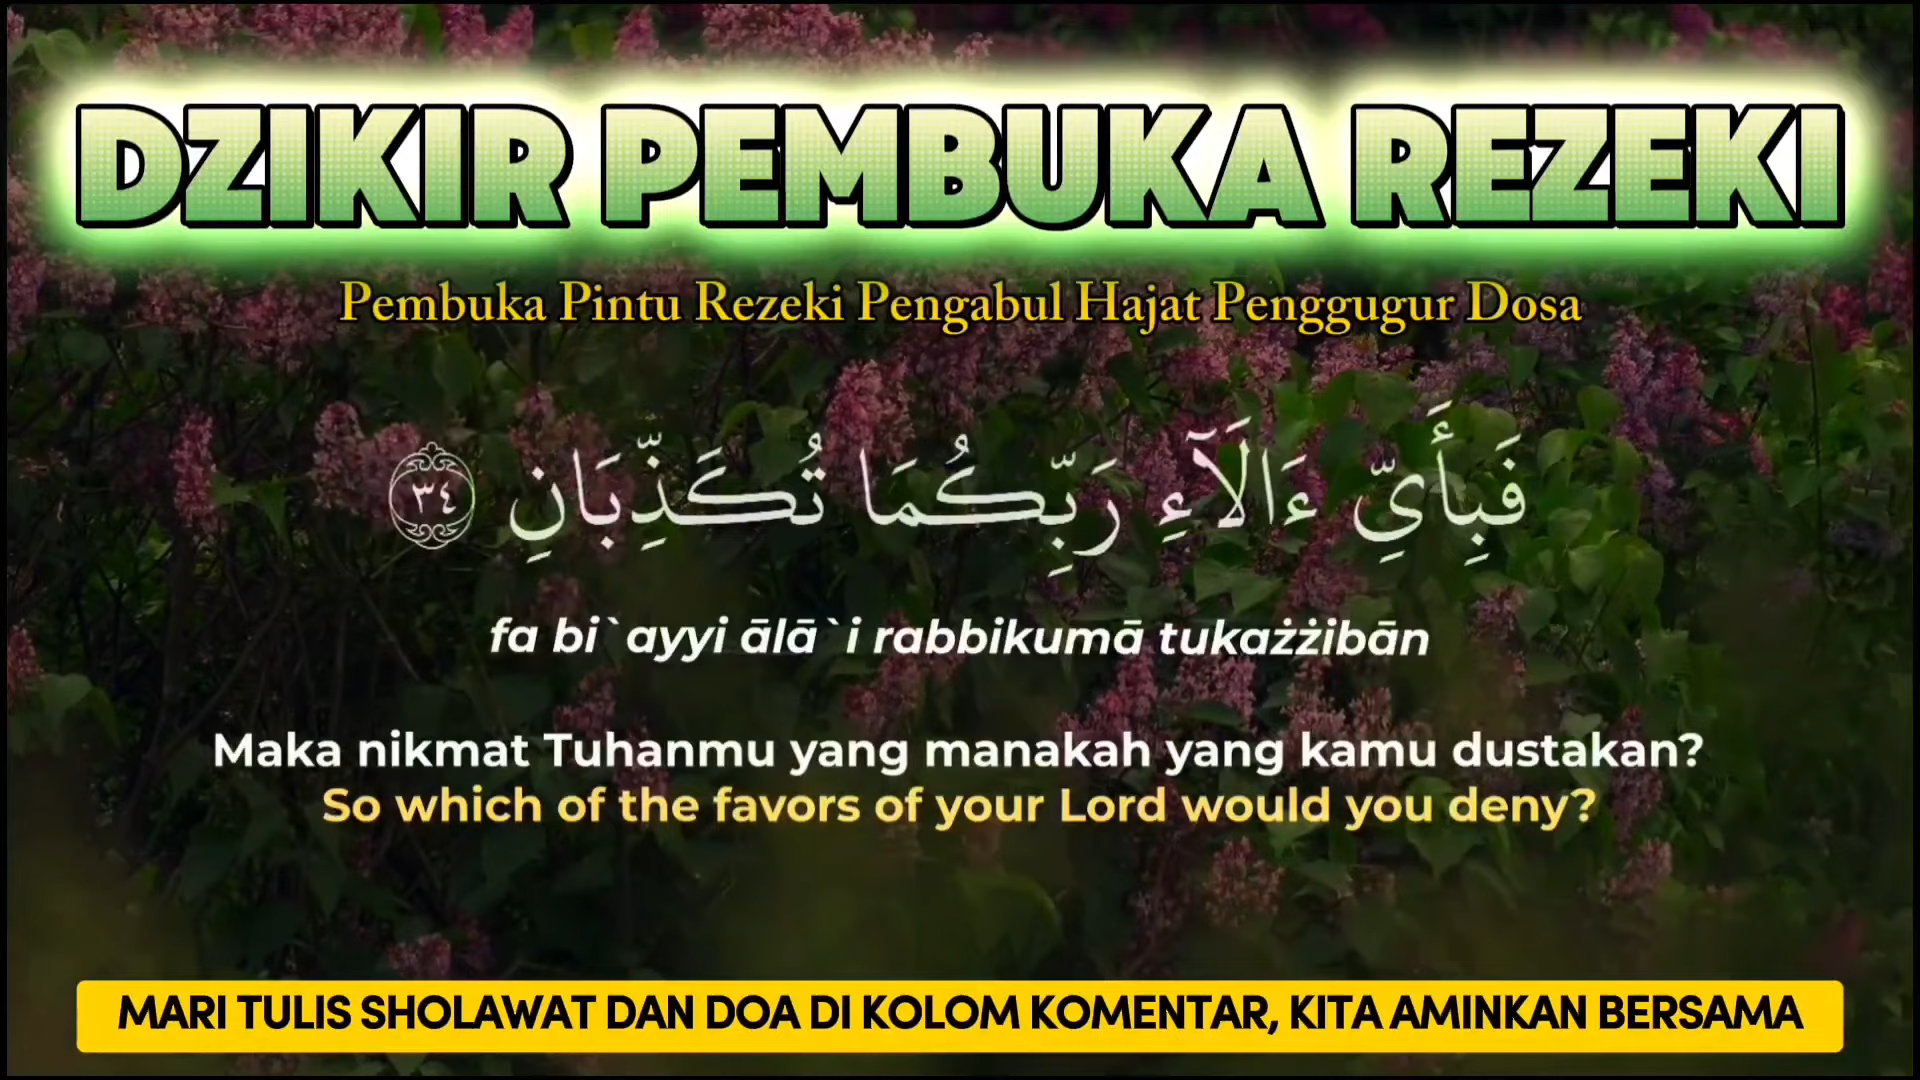 DZIKIR PEMBUKA REZEKI
Pembuka Pintu Rezeki Pengabul Hajat Penggugur Dosa
فَبِأَيِّ ءَالَآءِ رَبِّكُمَا تُكَذِّبَانِ ٣٤
fa bi`ayyi ālā`i rabbikumā tukażżibān
Maka nikmat Tuhanmu yang manakah yang kamu dustakan?
So which of the favors of your Lord would you deny?
MARI TULIS SHOLAWAT DAN DOA DI KOLOM KOMENTAR, KITA AMINKAN BERSAMA